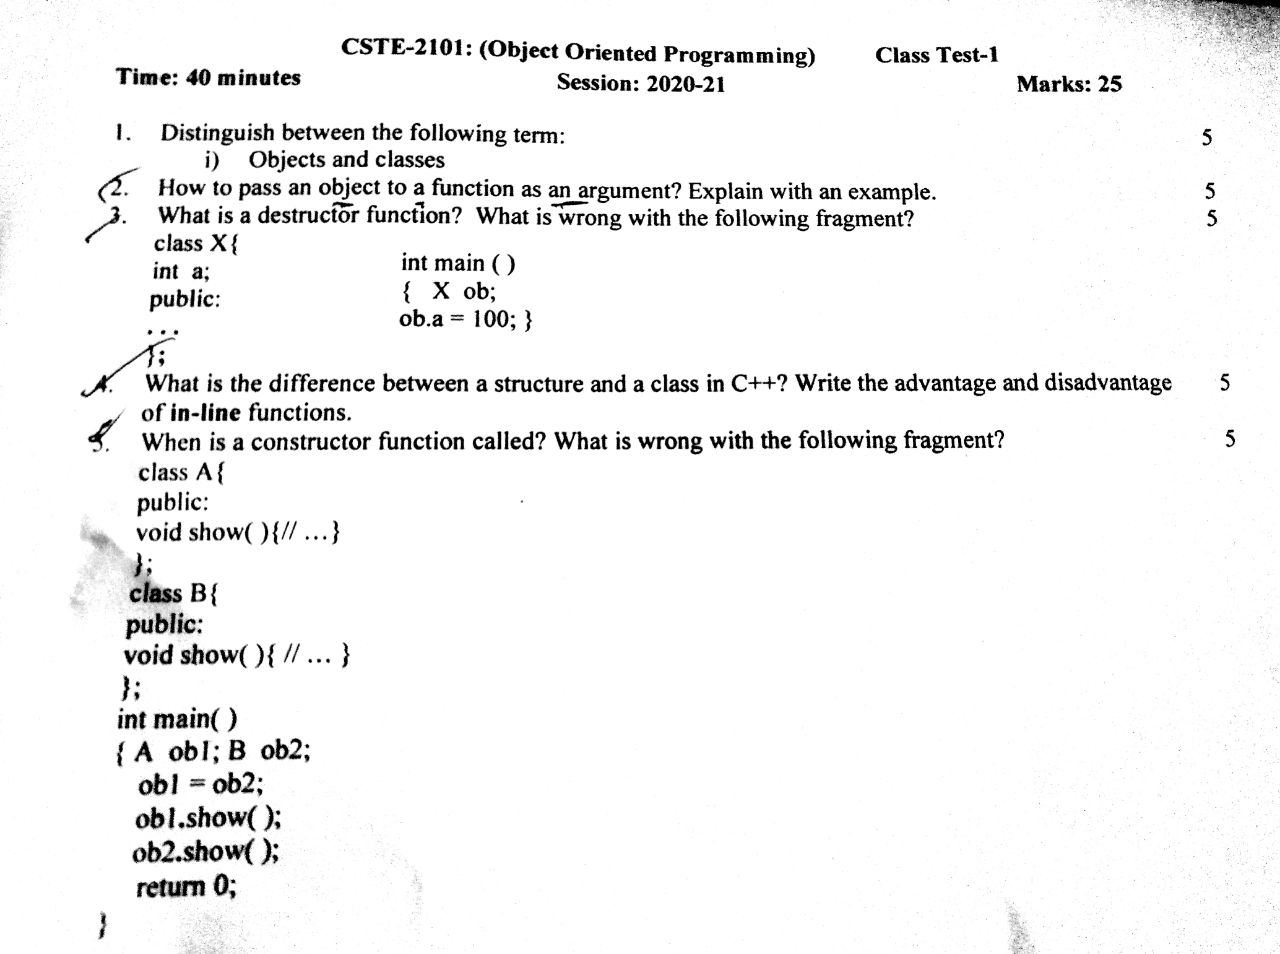 CSTE-2101: (Object Oriented Programming) Class Test-1
Time: 40 minutes Session: 2020-21 Marks: 25
1. Distinguish between the following term: 5
i) Objects and classes
2. How to pass an object to a function as an argument? Explain with an example. 5
3. What is a destructor function? What is wrong with the following fragment? 5
class X{
int a;
public:
...
};
int main ( )
{ X ob;
ob.a = 100; }
4. What is the difference between a structure and a class in C++? Write the advantage and disadvantage 5
of in-line functions.
5. When is a constructor function called? What is wrong with the following fragment? 5
class A{
public:
void show( ){// ...}
};
class B{
public:
void show( ){ // ... }
};
int main( )
{ A ob1; B ob2;
ob1 = ob2;
ob1.show( );
ob2.show( );
return 0;
}